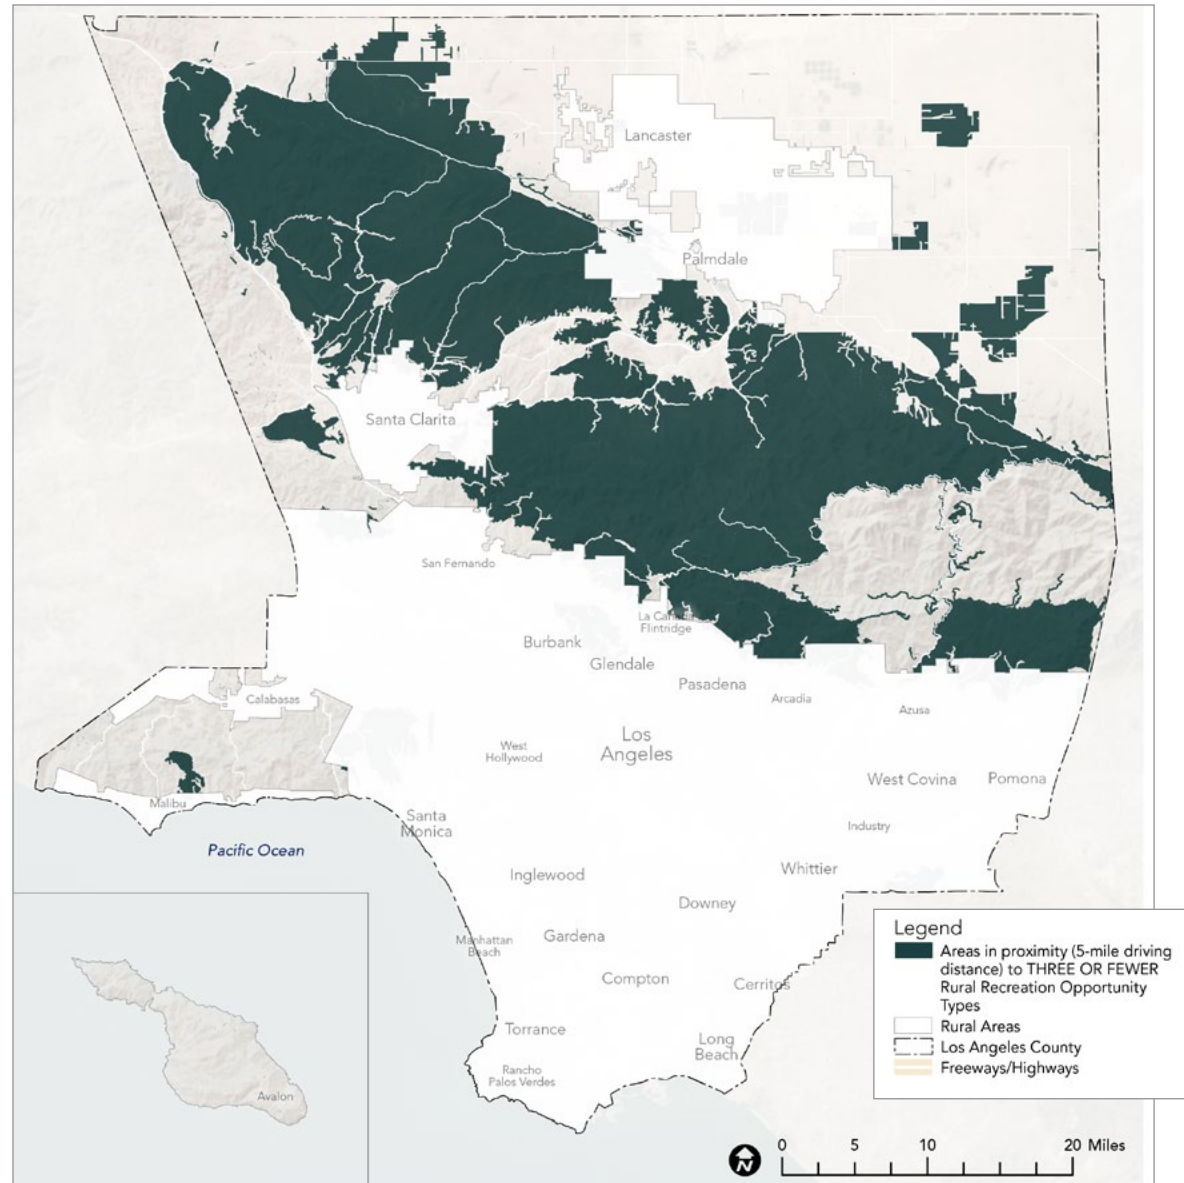 Lancaster
Palmdale
Santa Clarita
San Fernando
La Cañada
Flintridge
Burbank
Glendale
Pasadena
Arcadia
Azusa
Calabasas
Los
Angeles
West
Hollywood
West Covina
Pomona
Malibu
Santa
Monica
Industry
Pacific Ocean
Whittier
Inglewood
Downey
Manhattan
Beach
Gardena
Compton
Cerritos
Torrance
Long
Beach
Rancho
Palos Verdes
Avalon
Legend
Areas in proximity (5-mile driving
distance) to THREE OR FEWER
Rural Recreation Opportunity
Types
Rural Areas
Los Angeles County
Freeways/Highways
N
0 5 10 20 Miles